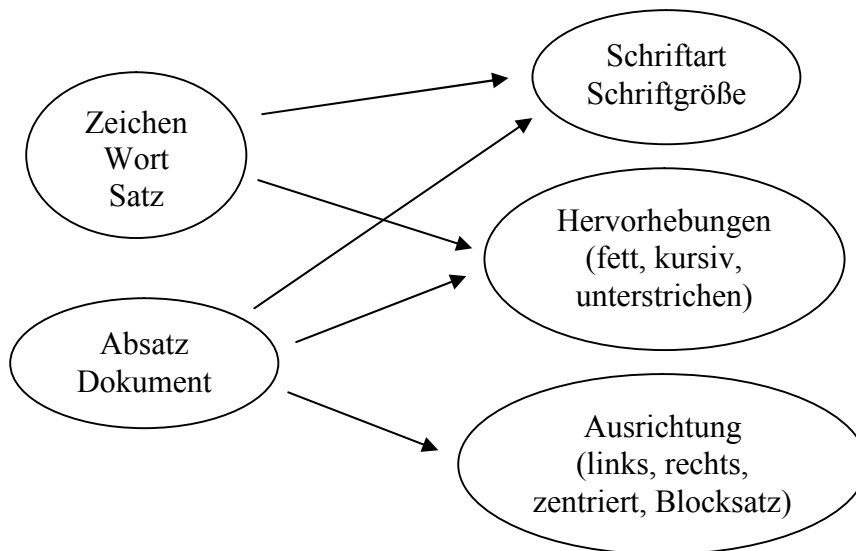 Schriftart
Schriftgröße
Zeichen
Wort
Satz
Hervorhebungen
(fett, kursiv,
unterstrichen)
Absatz
Dokument
Ausrichtung
(links, rechts,
zentriert, Blocksatz)